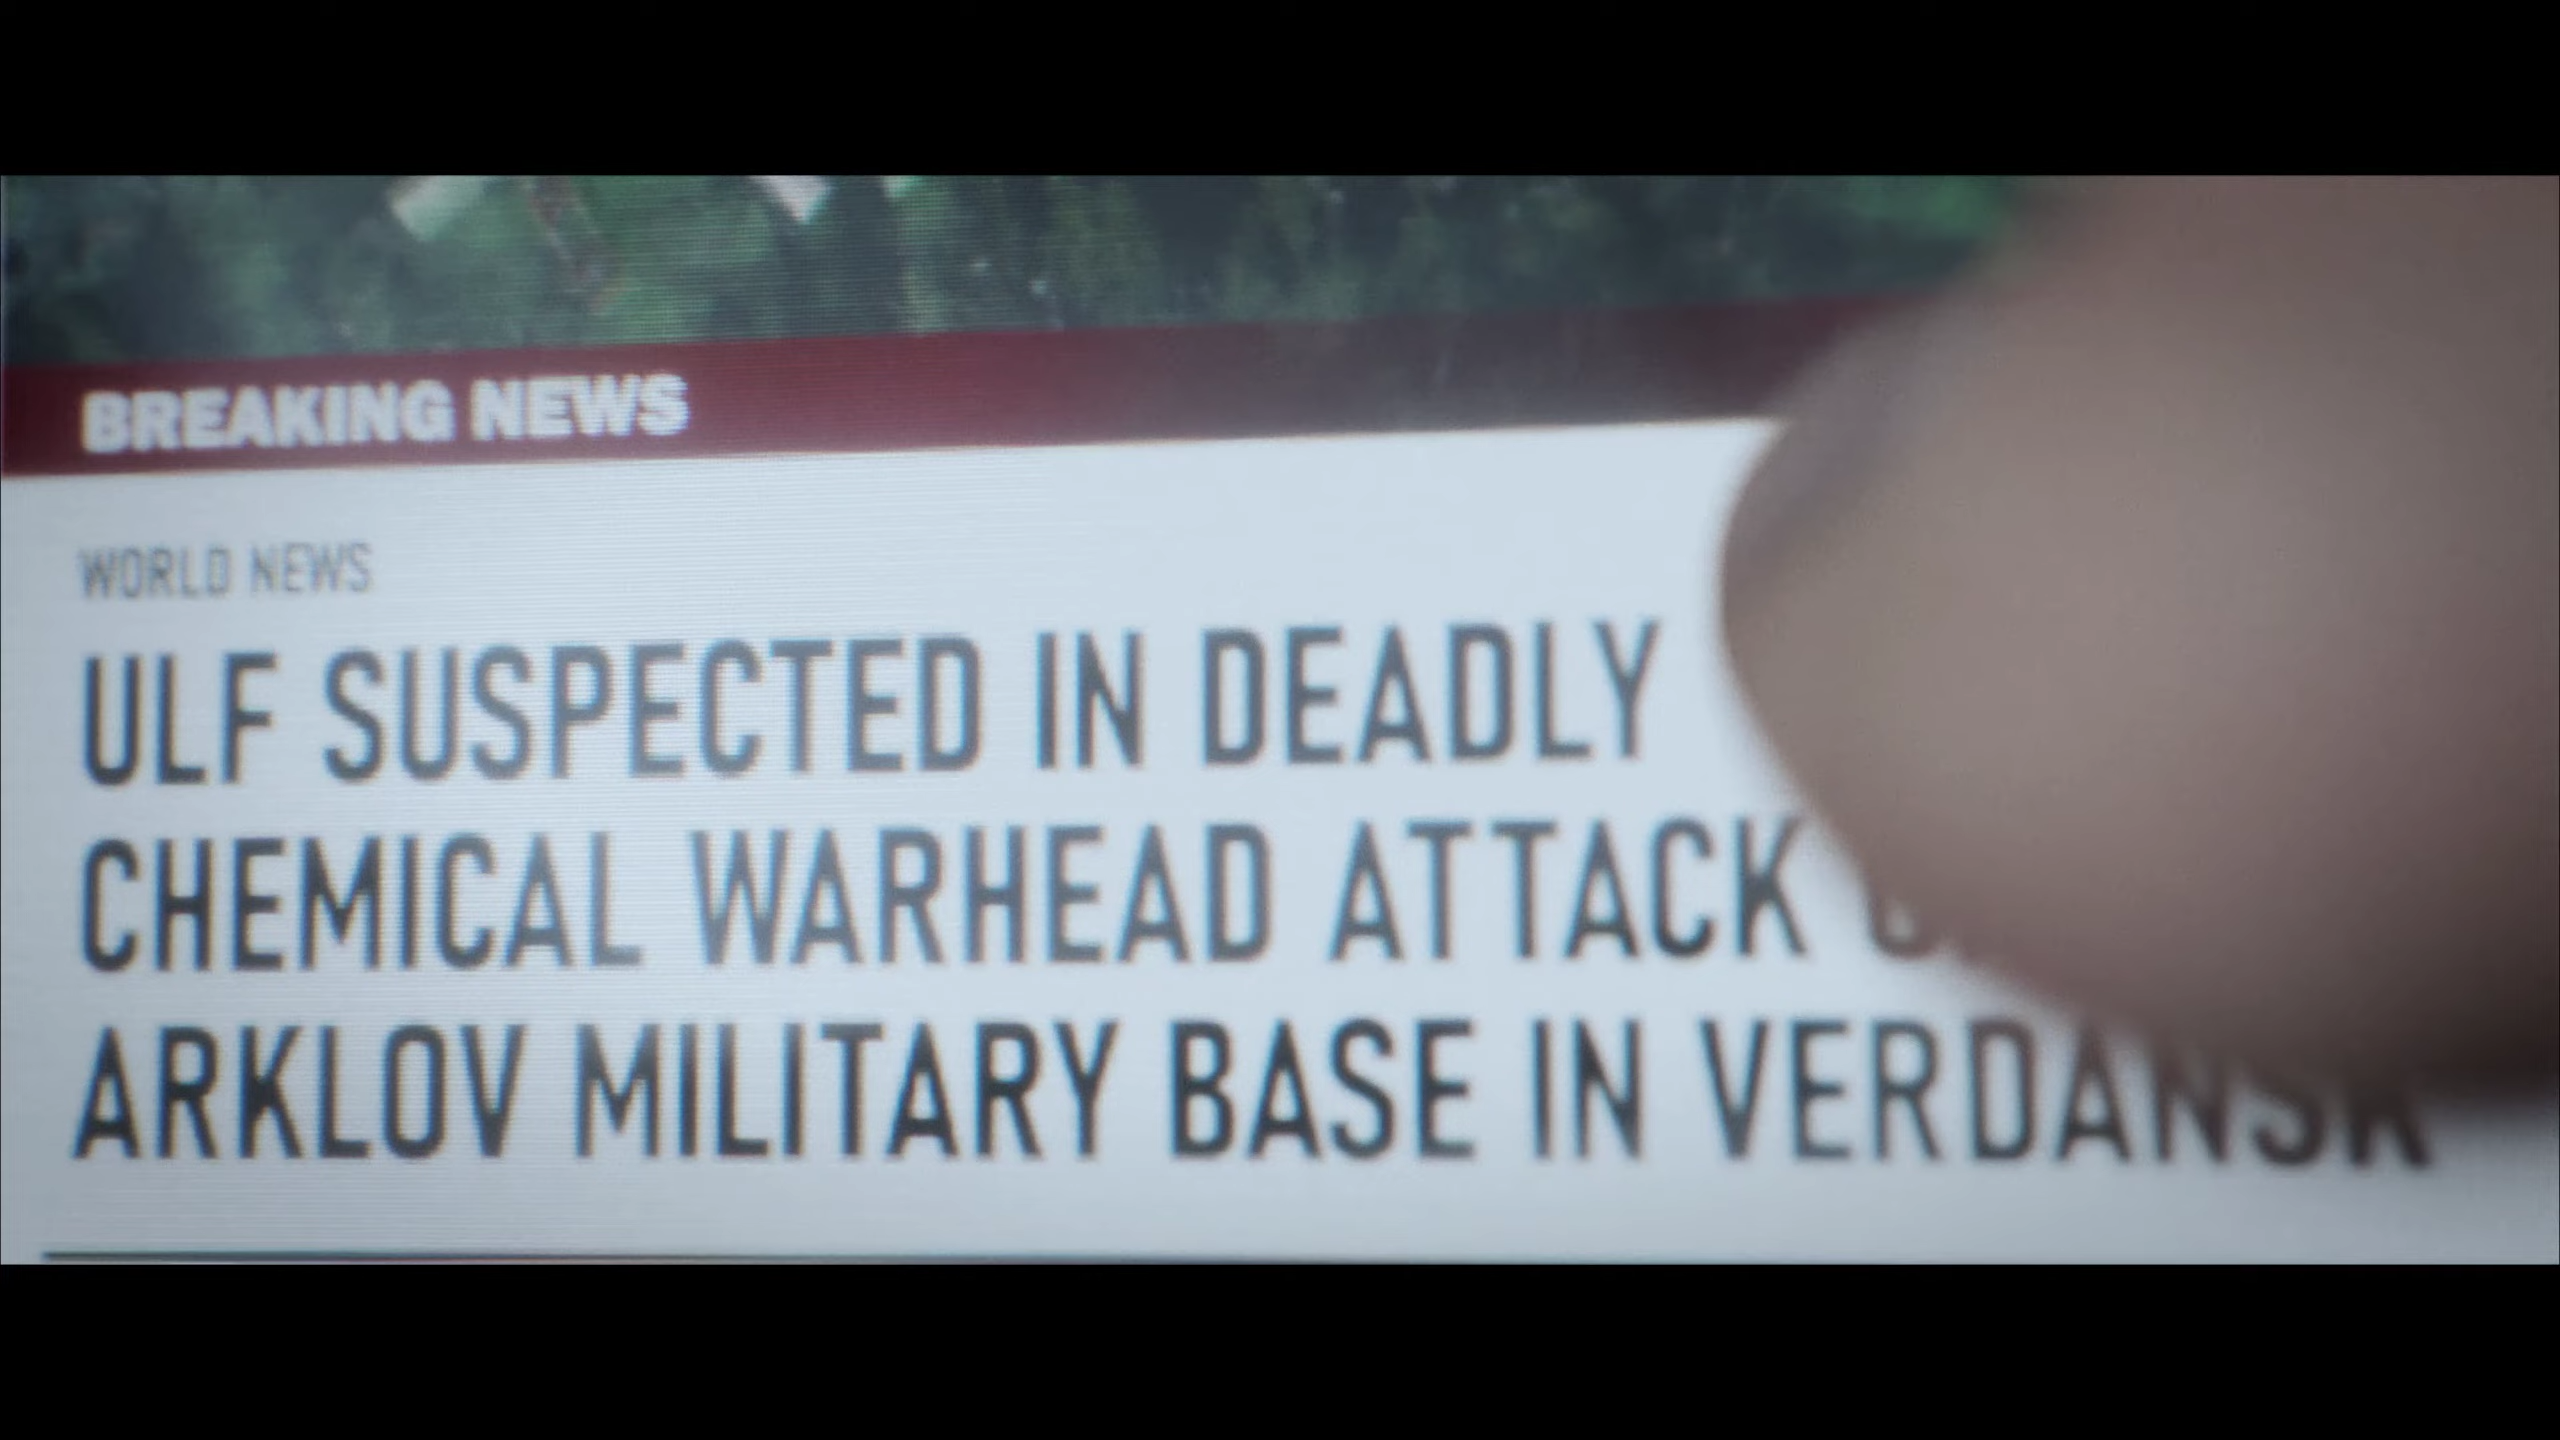 BREAKING NEWS
WORLD NEWS
ULF SUSPECTED IN DEADLY
CHEMICAL WARHEAD ATTACK
ARKLOV MILITARY BASE IN VERDANSK